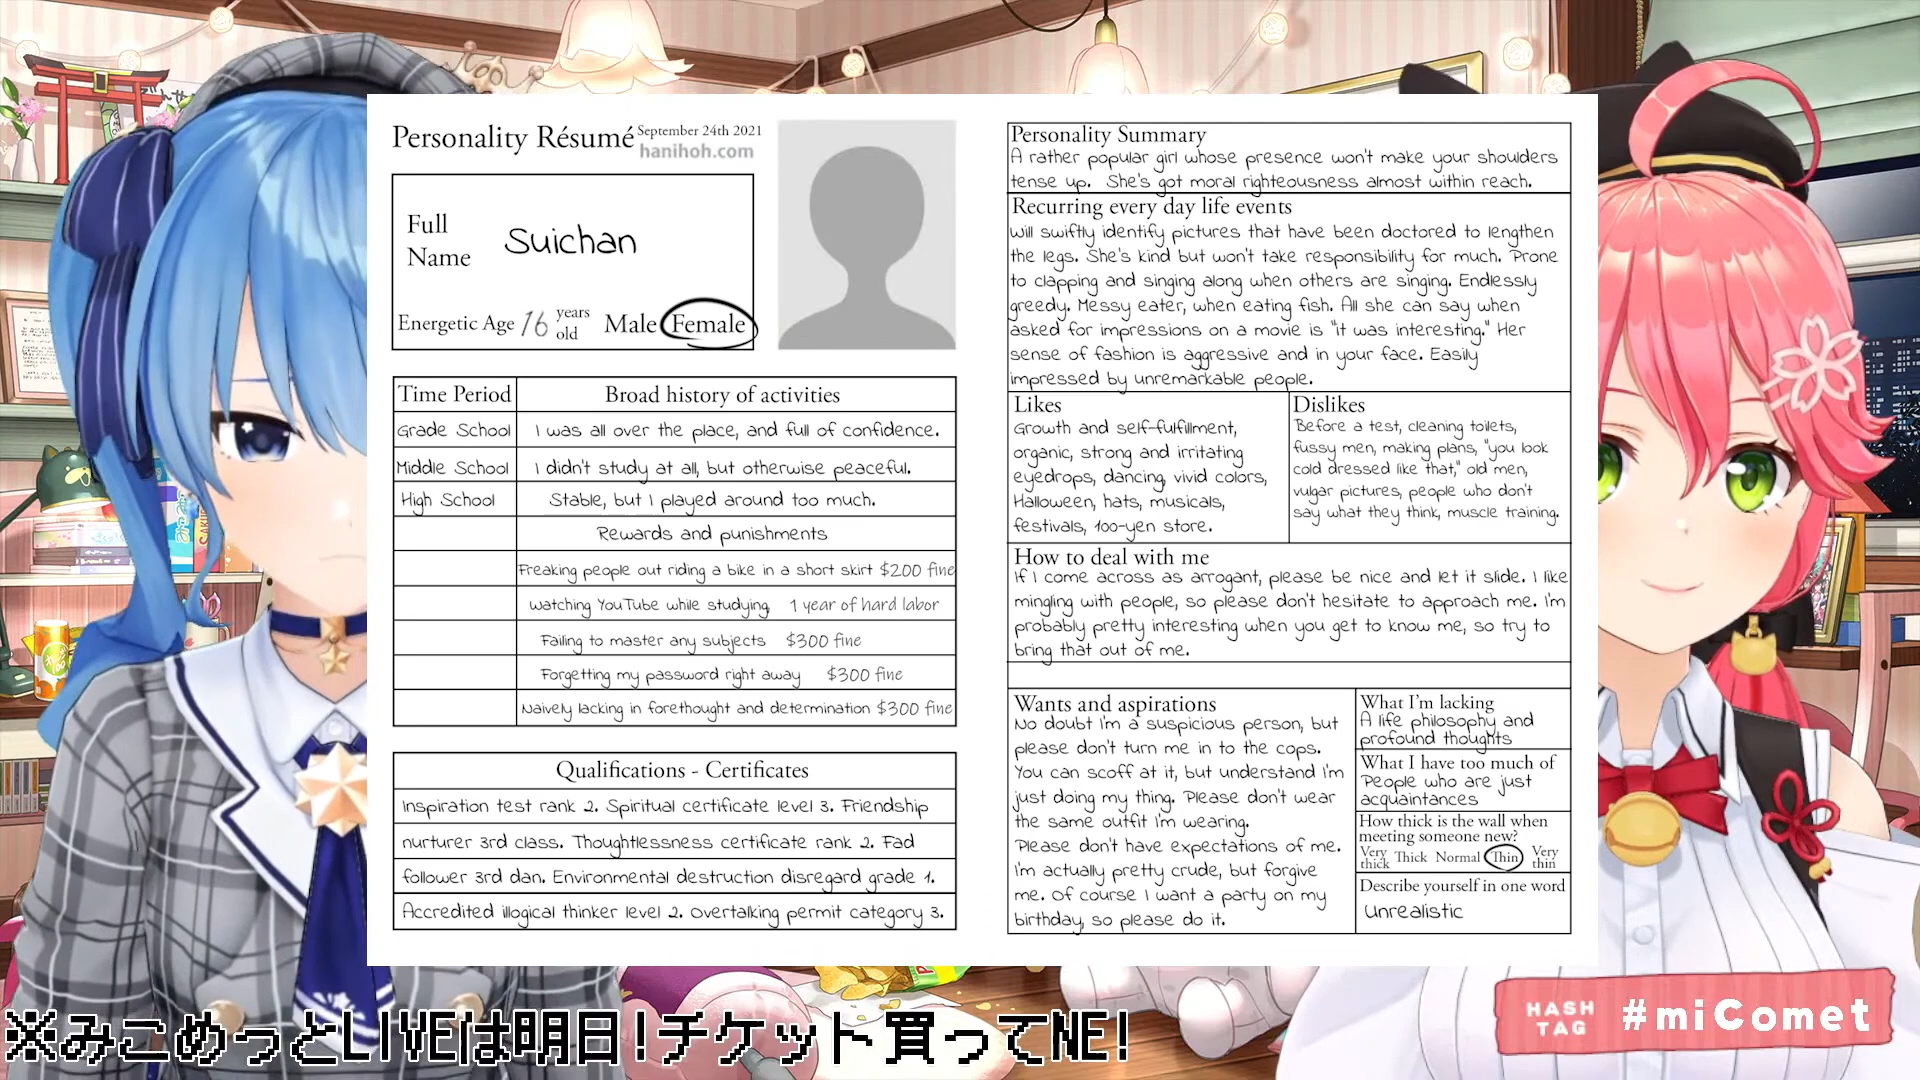 Personality Résumé
September 24th 2021
hanihoh.com
Full
Name
Suichan
Energetic Age 16 years old Male Female
Time Period Broad history of activities
Grade School I was all over the place, and full of confidence.
Middle School I didn't study at all, but otherwise peaceful.
High School Stable, but I played around too much.
Rewards and punishments
Freaking people out riding a bike in a short skirt $200 fine
Watching YouTube while studying 1 year of hard labor
Failing to master any subjects $300 fine
Forgetting my password right away $300 fine
Naively lacking in forethought and determination $300 fine
Qualifications - Certificates
Inspiration test rank 2. Spiritual certificate level 3. Friendship
nurturer 3rd class. Thoughtlessness certificate rank 2. Fad
follower 3rd dan. Environmental destruction disregard grade 1.
Accredited illogical thinker level 2. Overtalking permit category 3.
Personality Summary
A rather popular girl whose presence won't make your shoulders
tense up. She's got moral righteousness almost within reach.
Recurring every day life events
Will swiftly identify pictures that have been doctored to lengthen
the legs. She's kind but won't take responsibility for much. Prone
to clapping and singing along when others are singing. Endlessly
greedy. Messy eater, when eating fish. All she can say when
asked for impressions on a movie is "it was interesting." Her
sense of fashion is aggressive and in your face. Easily
impressed by unremarkable people.
Likes
Growth and self-fulfillment,
organic, strong and irritating
eyedrops, dancing, vivid colors,
Halloween, hats, musicals,
festivals, 100-yen store.
Dislikes
Before a test, cleaning toilets,
fussy men, making plans, "you look
cold dressed like that," old men,
vulgar pictures, people who don't
say what they think, muscle training.
How to deal with me
If I come across as arrogant, please be nice and let it slide. I like
mingling with people, so please don't hesitate to approach me. I'm
probably pretty interesting when you get to know me, so try to
bring that out of me.
Wants and aspirations
No doubt I'm a suspicious person, but
please don't turn me in to the cops.
You can scoff at it, but understand I'm
just doing my thing. Please don't wear
the same outfit I'm wearing.
Please don't have expectations of me.
I'm actually pretty crude, but forgive
me. Of course I want a party on my
birthday, so please do it.
What I'm lacking
A life philosophy and
profound thoughts
What I have too much of
People who are just
acquaintances
How thick is the wall when
meeting someone new?
Very thick Thick Normal Thin Very thin
Describe yourself in one word
Unrealistic
※みこめっとLIVEは明日!チケット買ってNE!
HASH
TAG
#miComet